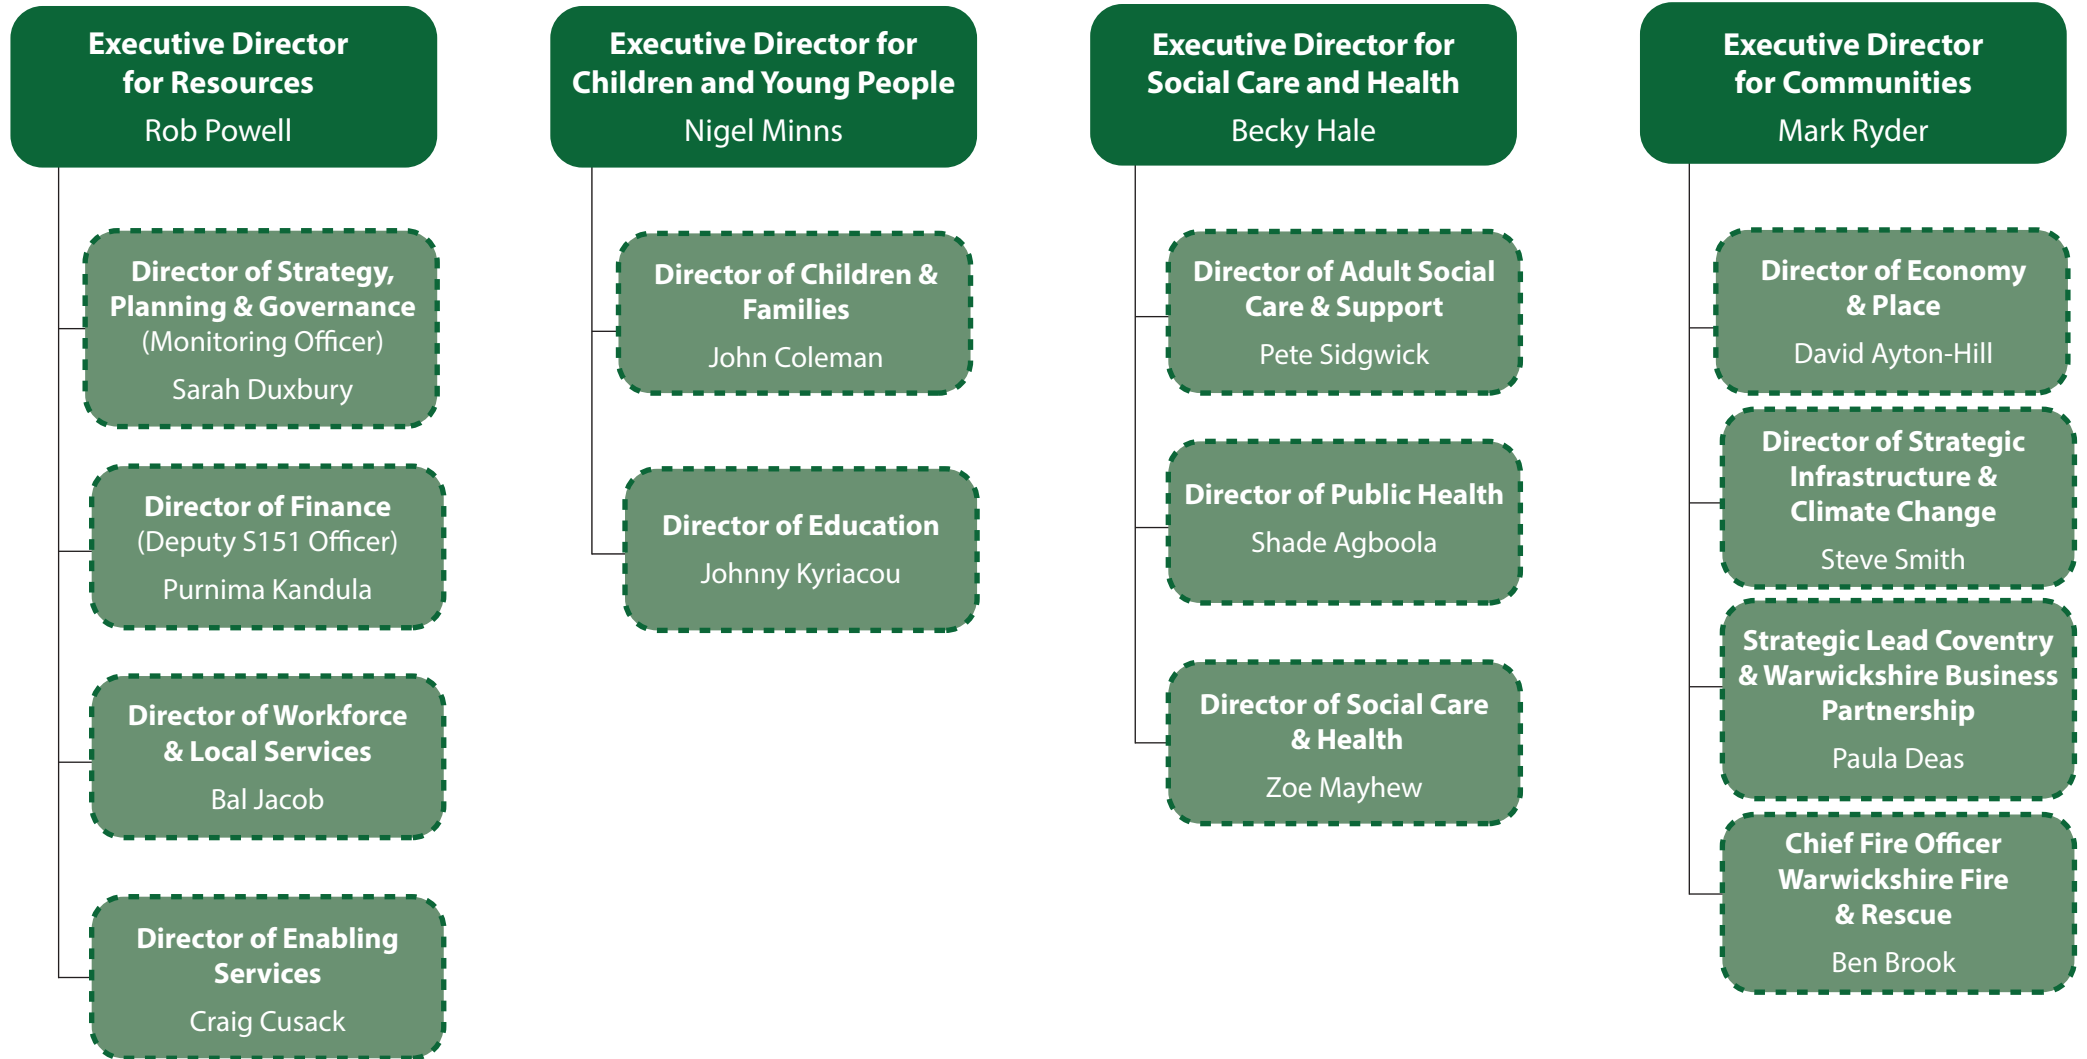 Executive Director
for Resources
Rob Powell
Director of Strategy,
Planning & Governance
(Monitoring Officer)
Sarah Duxbury
Director of Finance
(Deputy S151 Officer)
Purnima Kandula
Director of Workforce
& Local Services
Bal Jacob
Director of Enabling
Services
Craig Cusack
Executive Director for
Children and Young People
Nigel Minns
Director of Children &
Families
John Coleman
Director of Education
Johnny Kyriacou
Executive Director for
Social Care and Health
Becky Hale
Director of Adult Social
Care & Support
Pete Sidgwick
Director of Public Health
Shade Agboola
Director of Social Care
& Health
Zoe Mayhew
Executive Director
for Communities
Mark Ryder
Director of Economy
& Place
David Ayton-Hill
Director of Strategic
Infrastructure &
Climate Change
Steve Smith
Strategic Lead Coventry
& Warwickshire Business
Partnership
Paula Deas
Chief Fire Officer
Warwickshire Fire
& Rescue
Ben Brook